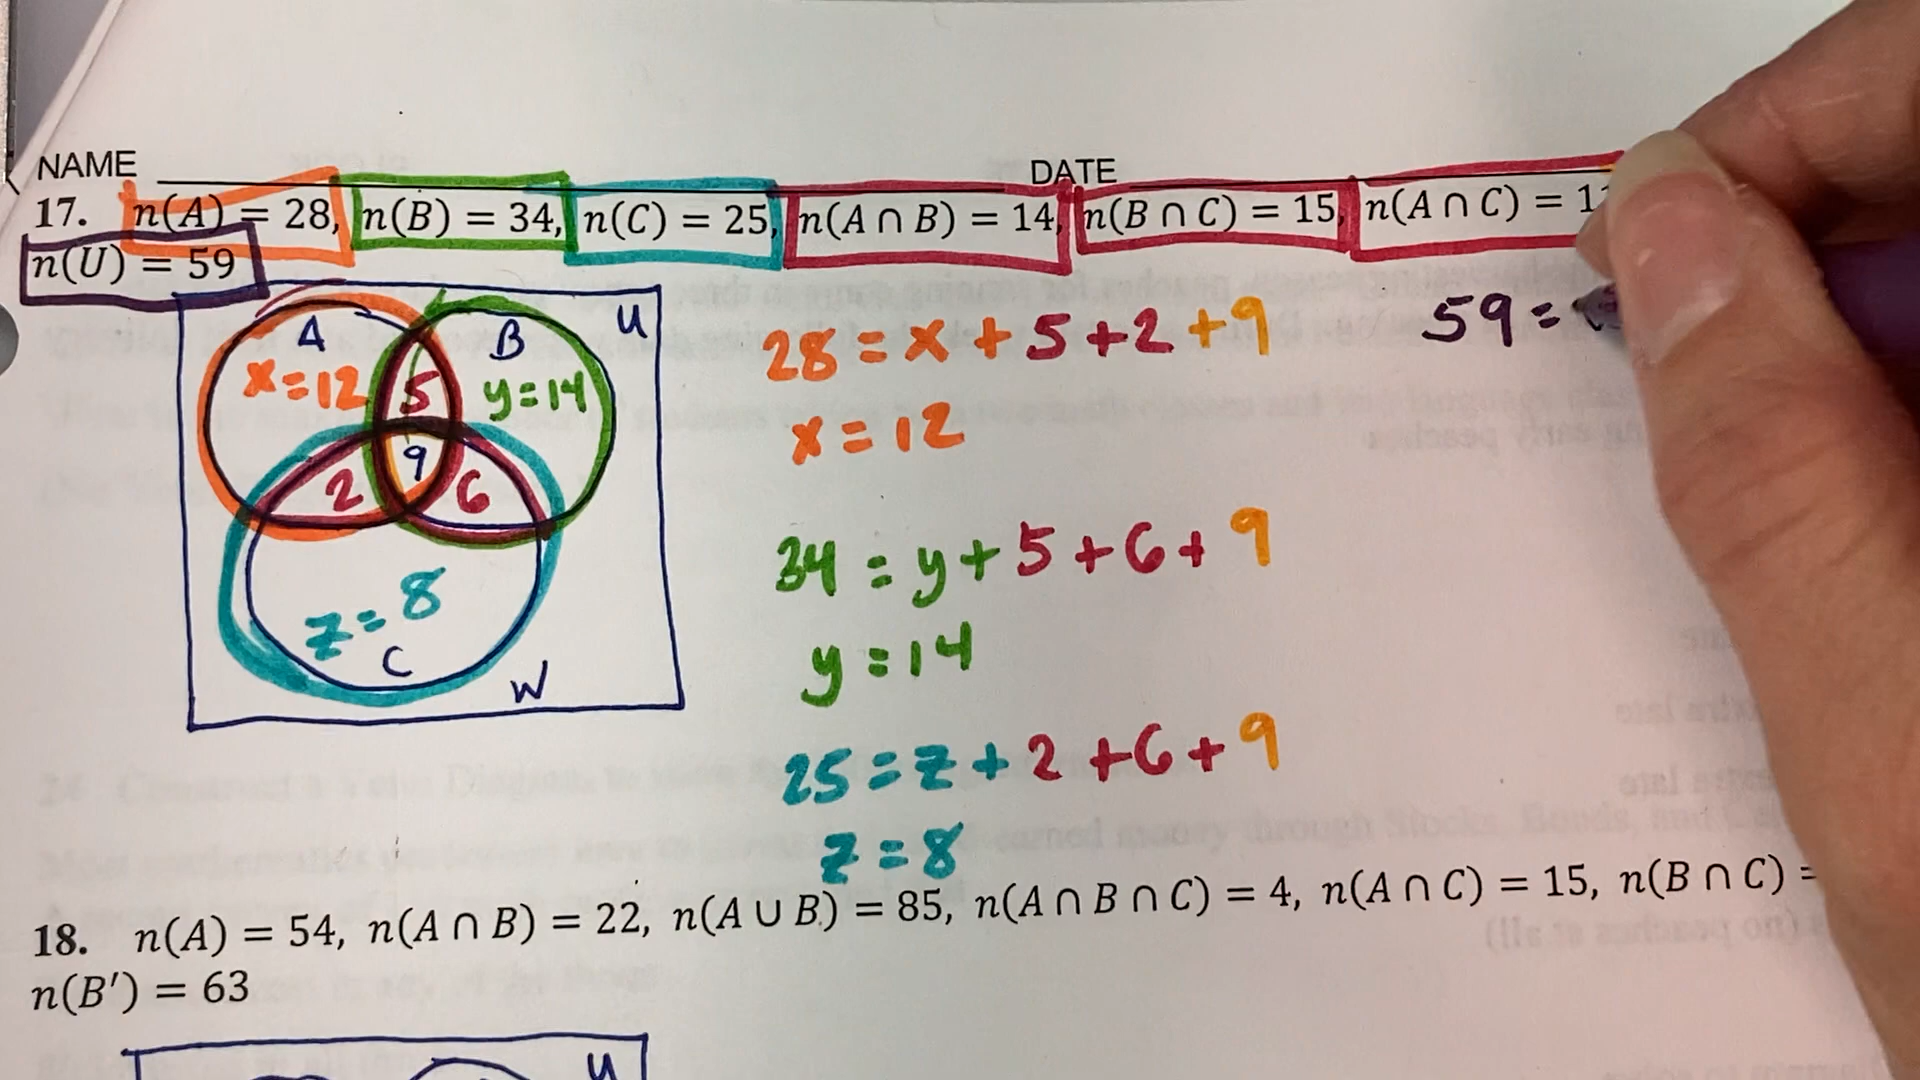 NAME
DATE
17. n(A) = 28, n(B) = 34, n(C) = 25, n(A ∩ B) = 14, n(B ∩ C) = 15, n(A ∩ C) =
n(U) = 59
U
A B
x=12 5 y=14
9
2 6
z=8
C
W
28 = x + 5 + 2 + 9
x = 12
34 = y + 5 + 6 + 9
y = 14
25 = z + 2 + 6 + 9
z = 8
59 =
18. n(A) = 54, n(A ∩ B) = 22, n(A ∪ B) = 85, n(A ∩ B ∩ C) = 4, n(A ∩ C) = 15, n(B ∩ C) =
n(B′) = 63
U